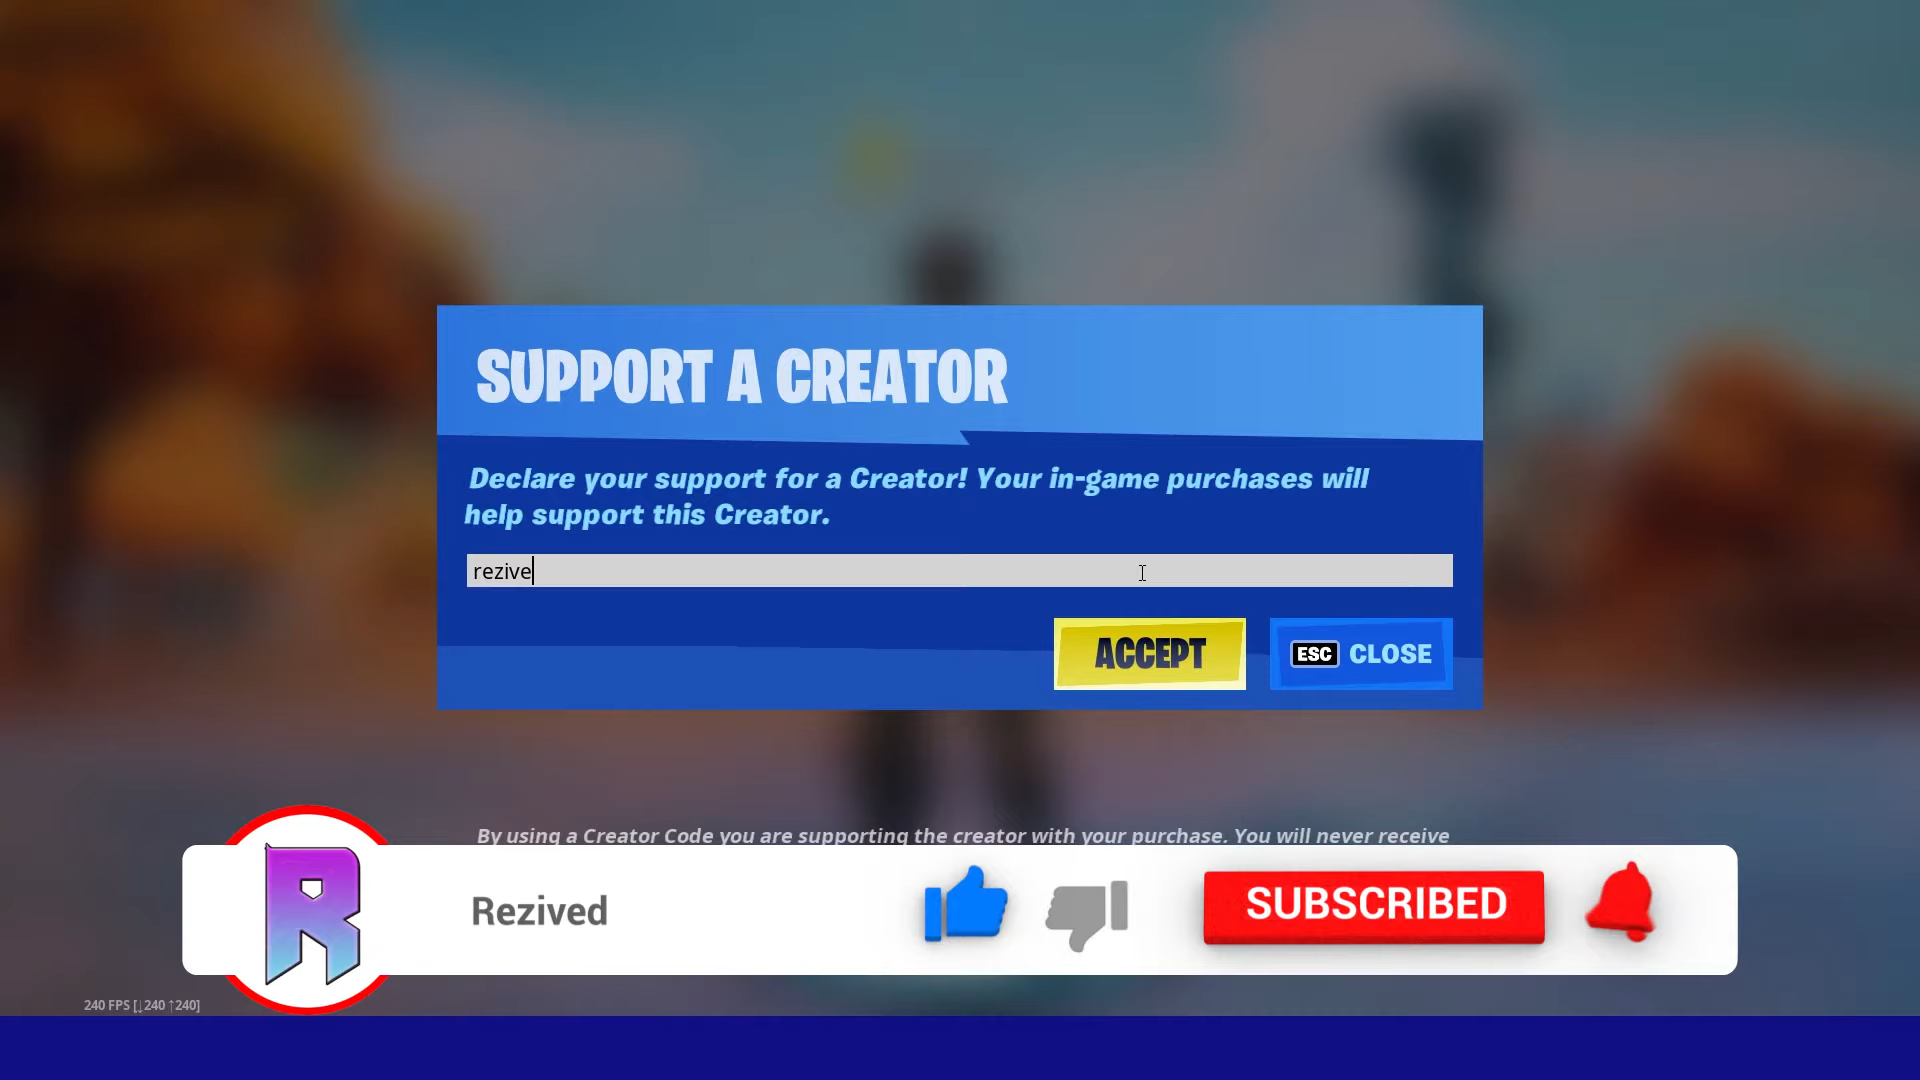 SUPPORT A CREATOR
Declare your support for a Creator! Your in-game purchases will
help support this Creator.
rezive
ACCEPT
ESC CLOSE
By using a Creator Code you are supporting the creator with your purchase. You will never receive
R
Rezived
SUBSCRIBED
240 FPS [↓240 ↑240]